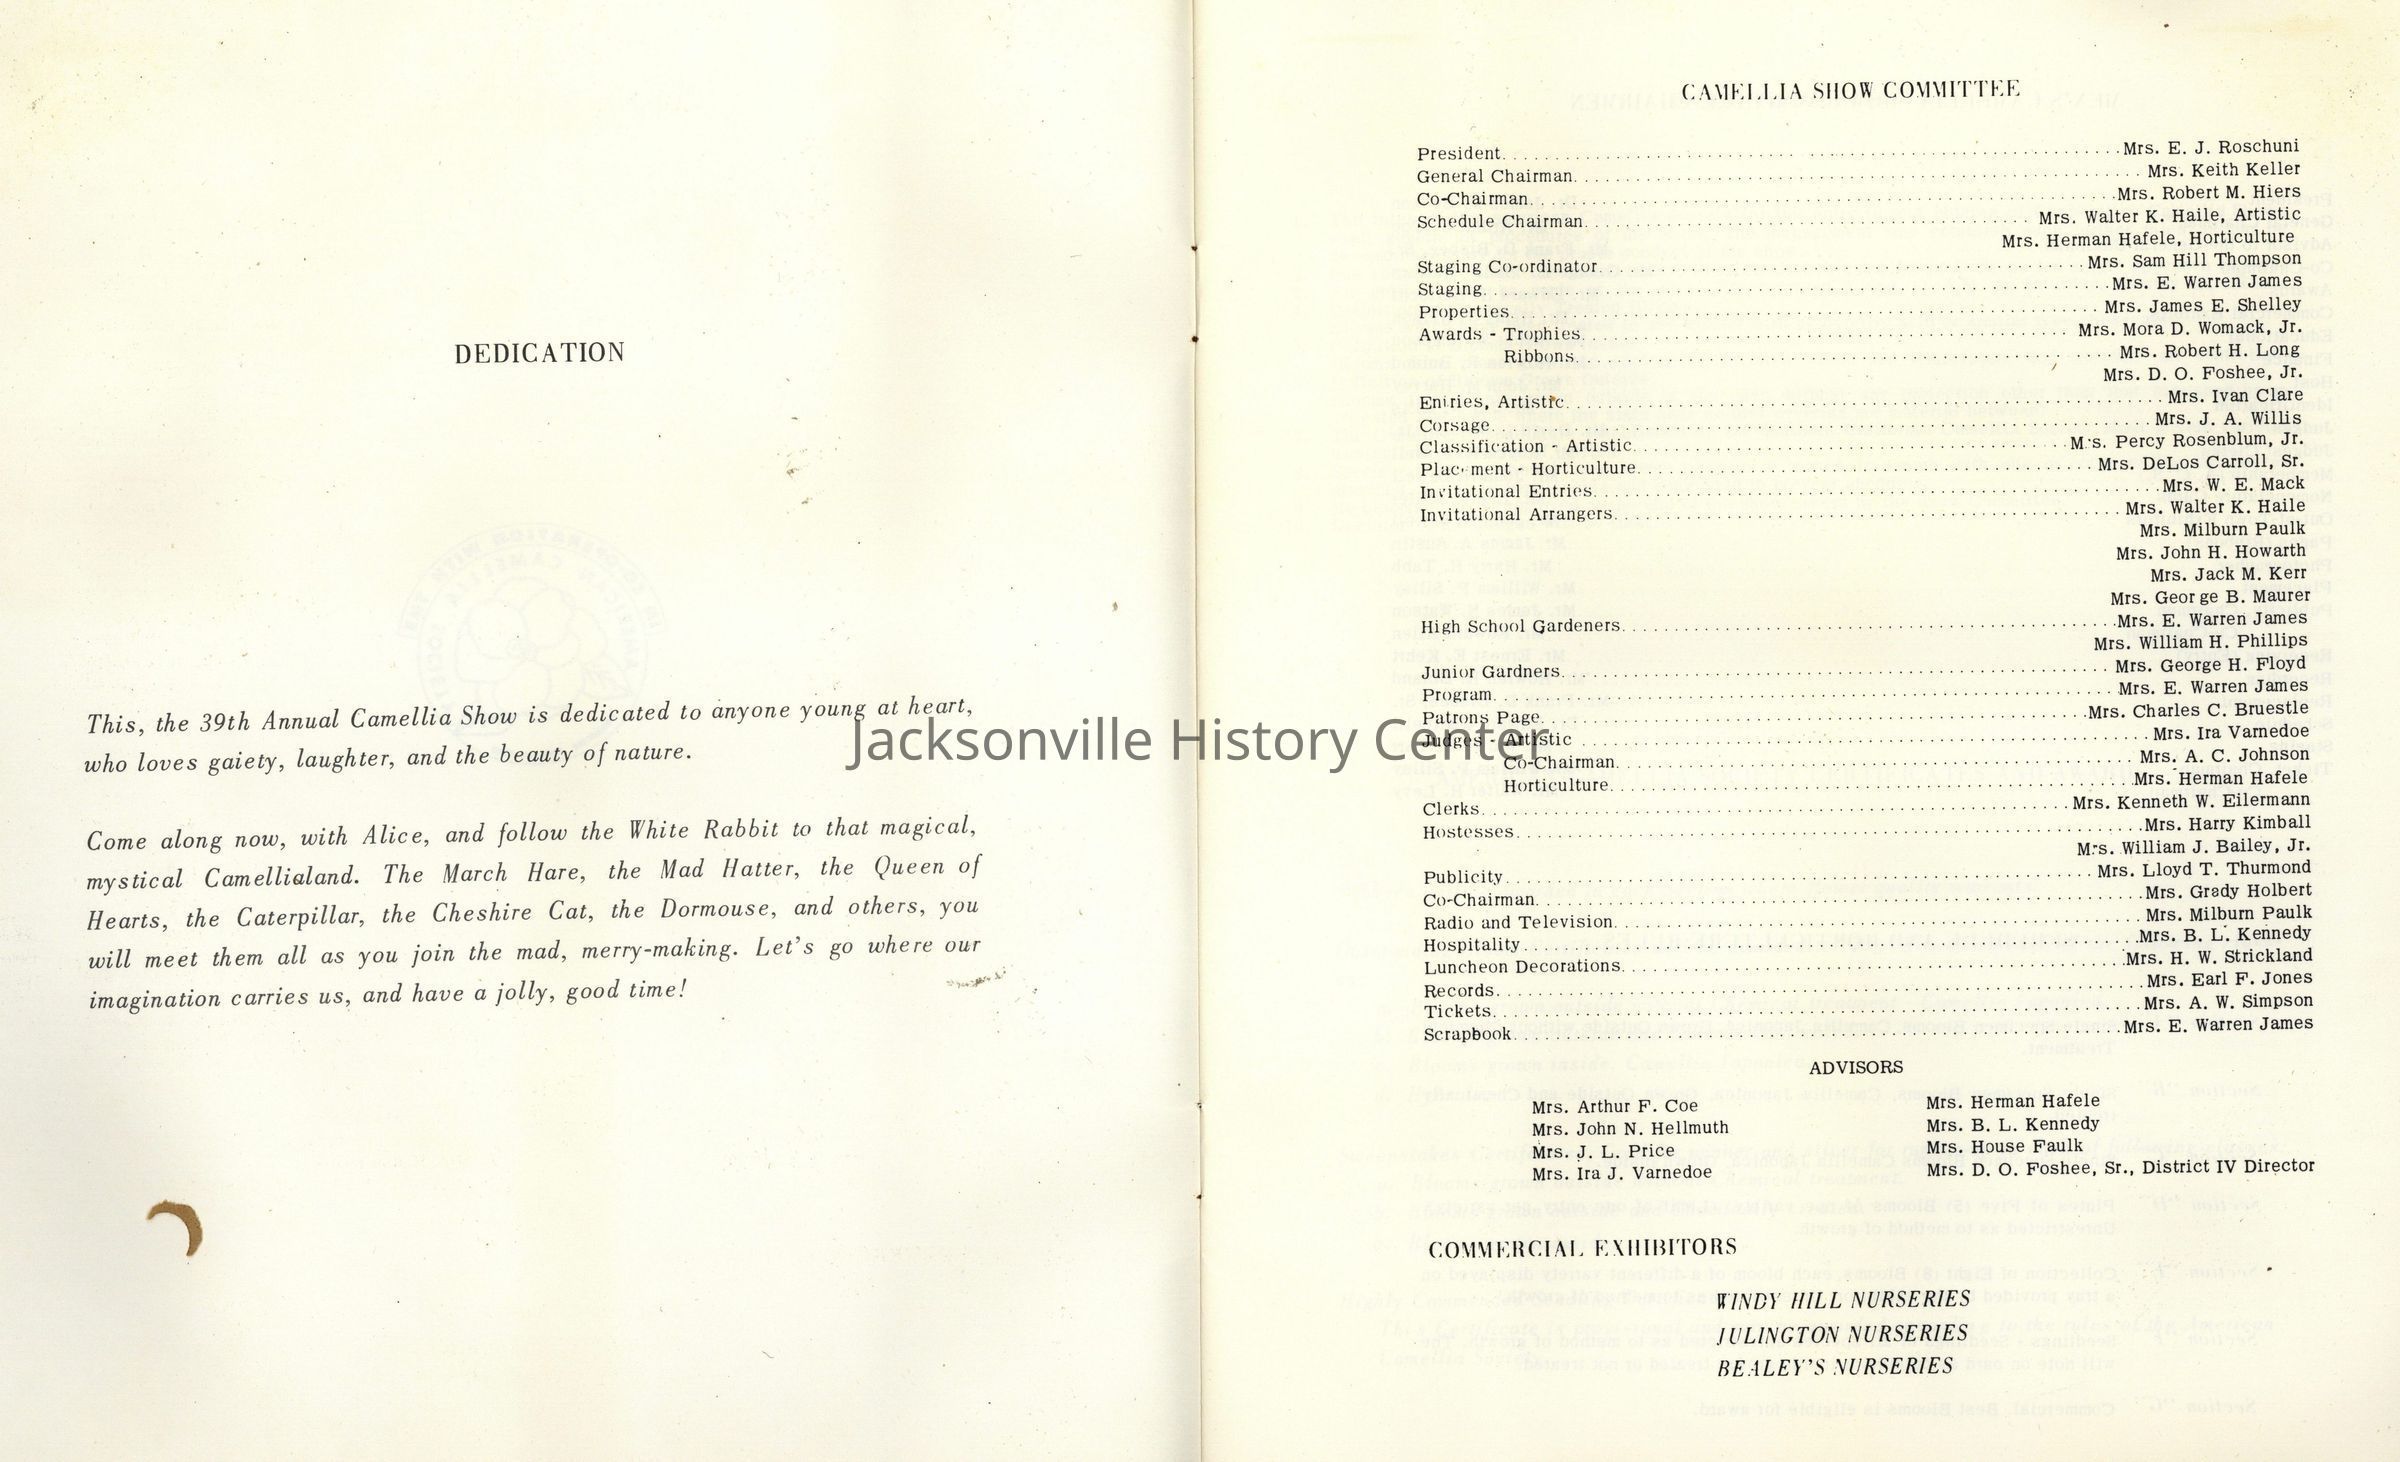 DEDICATION
This, the 39th Annual Camellia Show is dedicated to anyone young at heart,
who loves gaiety, laughter, and the beauty of nature.
Come along now, with Alice, and follow the White Rabbit to that magical,
mystical Camellialand. The March Hare, the Mad Hatter, the Queen of
Hearts, the Caterpillar, the Cheshire Cat, the Dormouse, and others, you
will meet them all as you join the mad, merry-making. Let's go where our
imagination carries us, and have a jolly, good time!
CAMELLIA SHOW COMMITTEE
President. . . . Mrs. E. J. Roschuni
General Chairman. . . . Mrs. Keith Keller
Co-Chairman. . . . Mrs. Robert M. Hiers
Schedule Chairman. . . . Mrs. Walter K. Haile, Artistic
Mrs. Herman Hafele, Horticulture
Staging Co-ordinator. . . . Mrs. Sam Hill Thompson
Staging. . . . Mrs. E. Warren James
Properties. . . . Mrs. James E. Shelley
Awards - Trophies. . . . Mrs. Mora D. Womack, Jr.
Ribbons. . . . Mrs. Robert H. Long
Mrs. D. O. Foshee, Jr.
Entries, Artistic. . . . Mrs. Ivan Clare
Corsage. . . . Mrs. J. A. Willis
Classification - Artistic. . . . Mrs. Percy Rosenblum, Jr.
Placement - Horticulture. . . . Mrs. DeLos Carroll, Sr.
Invitational Entries. . . . Mrs. W. E. Mack
Invitational Arrangers. . . . Mrs. Walter K. Haile
Mrs. Milburn Paulk
Mrs. John H. Howarth
Mrs. Jack M. Kerr
Mrs. George B. Maurer
High School Gardeners. . . . Mrs. E. Warren James
Mrs. William H. Phillips
Junior Gardners. . . . Mrs. George H. Floyd
Program. . . . Mrs. E. Warren James
Patrons Page. . . . Mrs. Charles C. Bruestle
Judges - Artistic . . . . Mrs. Ira Varnedoe
Co-Chairman. . . . Mrs. A. C. Johnson
Horticulture. . . . Mrs. Herman Hafele
Clerks. . . . Mrs. Kenneth W. Eilermann
Hostesses. . . . Mrs. Harry Kimball
Mrs. William J. Bailey, Jr.
Publicity. . . . Mrs. Lloyd T. Thurmond
Co-Chairman. . . . Mrs. Grady Holbert
Radio and Television. . . . Mrs. Milburn Paulk
Hospitality. . . . Mrs. B. L. Kennedy
Luncheon Decorations. . . . Mrs. H. W. Strickland
Records. . . . Mrs. Earl F. Jones
Tickets. . . . Mrs. A. W. Simpson
Scrapbook. . . . Mrs. E. Warren James
ADVISORS
Mrs. Arthur F. Coe
Mrs. John N. Hellmuth
Mrs. J. L. Price
Mrs. Ira J. Varnedoe
Mrs. Herman Hafele
Mrs. B. L. Kennedy
Mrs. House Faulk
Mrs. D. O. Foshee, Sr., District IV Director
COMMERCIAL EXHIBITORS
WINDY HILL NURSERIES
JULINGTON NURSERIES
BEALEY'S NURSERIES
Jacksonville History Center